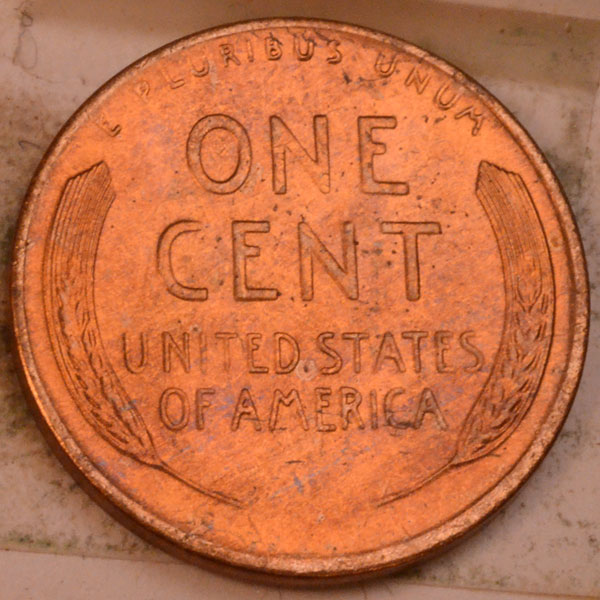 E PLURIBUS UNUM
ONE
CENT
UNITED STATES
OF AMERICA